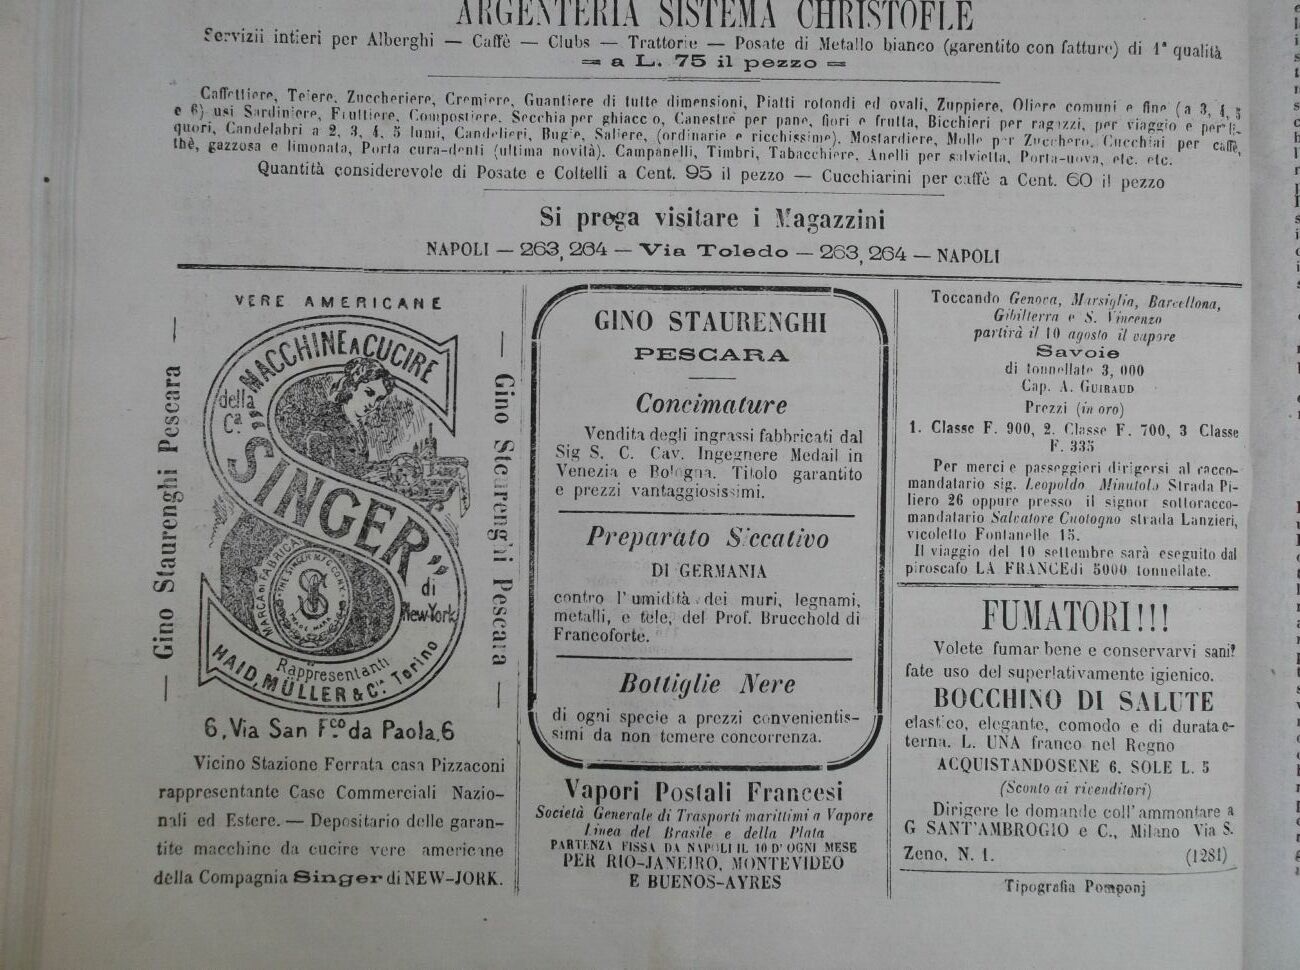 ARGENTERIA SISTEMA CHRISTOFLE
Servizii intieri per Alberghi — Caffè — Clubs — Trattorie — Posate di Metallo bianco (garentito con fatture) di 1ª qualità
= a L. 75 il pezzo =
Caffettiere, Teiere, Zuccheriere, Cremiere, Guantiere di tutte dimensioni, Piatti rotondi ed ovali, Zuppiere, Oliere comuni e fine (a 3, 4, 5
e 6) usi Sardiniere, Fruttiere, Compostiere, Secchia per ghiaccio, Canestre per pane, fiori e frutta, Bicchieri per ragazzi, per viaggio e per li-
quori, Candelabri a 2, 3, 4, 5 lumi, Candelieri, Bugie, Saliere, (ordinarie e ricchissime). Mostardiere, Molle per Zucchero, Cucchiai per caffè,
thè, gazzosa e limonata, Porta cura-denti (ultima novità). Campanelli, Timbri, Tabacchiere, Anelli per salvietta, Porta-uova, etc. etc.
Quantità considerevole di Posate e Coltelli a Cent. 95 il pezzo — Cucchiarini per caffè a Cent. 60 il pezzo
Si prega visitare i Magazzini
NAPOLI — 263, 264 — Via Toledo — 263, 264 — NAPOLI
VERE AMERICANE
— Gino Staurenghi Pescara —
MACCHINE A CUCIRE
della
Cª
"SINGER"
di
New-York
MARCA DI FABBRICA
THE SINGER MFG CO NY
TRADE MARK
Rappresentanti
HAID, MÜLLER & Cⁱᵃ Torino
— Gino Steurenghi Pescara —
6, Via San Fᶜᵒ da Paola, 6
Vicino Stazione Ferrata casa Pizzaconi
rappresentante Case Commerciali Nazio-
nali ed Estere. — Depositario delle garan-
tite macchine da cucire vere americane
della Compagnia Singer di NEW-JORK.
GINO STAURENGHI
PESCARA
Concimature
Vendita degli ingrassi fabbricati dal
Sig S. C. Cav. Ingegnere Medail in
Venezia e Bologna. Titolo garantito
e prezzi vantaggiosissimi.
Preparato Siccativo
DI GERMANIA
contro l'umidità dei muri, legnami,
metalli, e tele, del Prof. Brucchold di
Francoforte.
Bottiglie Nere
di ogni specie a prezzi convenientis-
simi da non temere concorrenza.
Vapori Postali Francesi
Società Generale di Trasporti marittimi a Vapore
Linea del Brasile e della Plata
PARTENZA FISSA DA NAPOLI IL 10 D'OGNI MESE
PER RIO-JANEIRO, MONTEVIDEO
E BUENOS-AYRES
Toccando Genova, Marsiglia, Barcellona,
Gibilterra e S. Vincenzo
partirà il 10 agosto il vapore
Savoie
di tonnellate 3, 000
Cap. A. GUIRAUD
Prezzi (in oro)
1. Classe F. 900, 2. Classe F. 700, 3 Classe
F. 335
Per merci e passeggieri dirigersi al racco-
mandatario sig. Leopoldo Minutolo Strada Pi-
liero 26 oppure presso il signor sottoracco-
mandatario Salvatore Cuotogno strada Lanzieri,
vicoletto Fontanelle 15.
Il viaggio del 10 settembre sarà eseguito dal
piroscafo LA FRANCE di 5000 tonnellate.
FUMATORI!!!
Volete fumar bene e conservarvi sani?
fate uso del superlativamente igienico.
BOCCHINO DI SALUTE
elastico, elegante, comodo e di durata e-
terna. L. UNA franco nel Regno
ACQUISTANDOSENE 6. SOLE L. 5
(Sconto ai rivenditori)
Dirigere le domande coll'ammontare a
G SANT'AMBROGIO e C., Milano Via S.
Zeno, N. 1. (1281)
Tipografia Pomponj